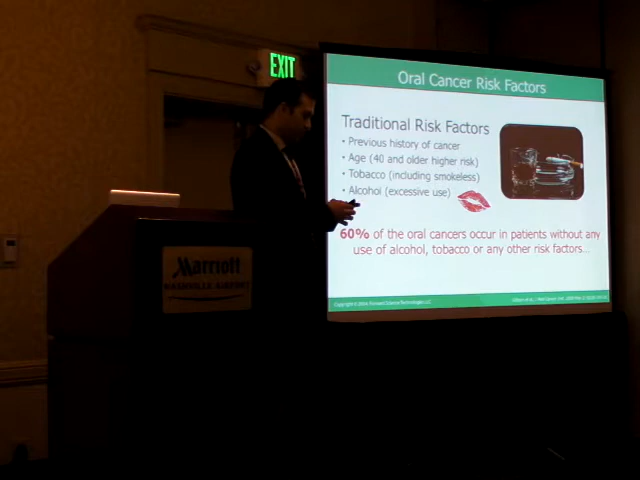 EXIT
Oral Cancer Risk Factors
Traditional Risk Factors
• Previous history of cancer
• Age (40 and older higher risk)
• Tobacco (including smokeless)
• Alcohol (excessive use)
60% of the oral cancers occur in patients without any
use of alcohol, tobacco or any other risk factors...
Marriott
NASHVILLE AIRPORT